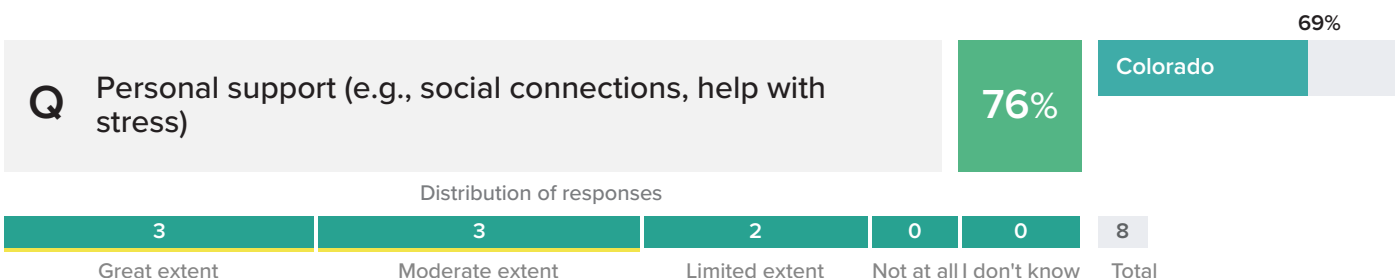 69%
Q Personal support (e.g., social connections, help with
stress)
76%
Colorado
Distribution of responses
3 3 2 0 0 8
Great extent Moderate extent Limited extent Not at all I don't know Total